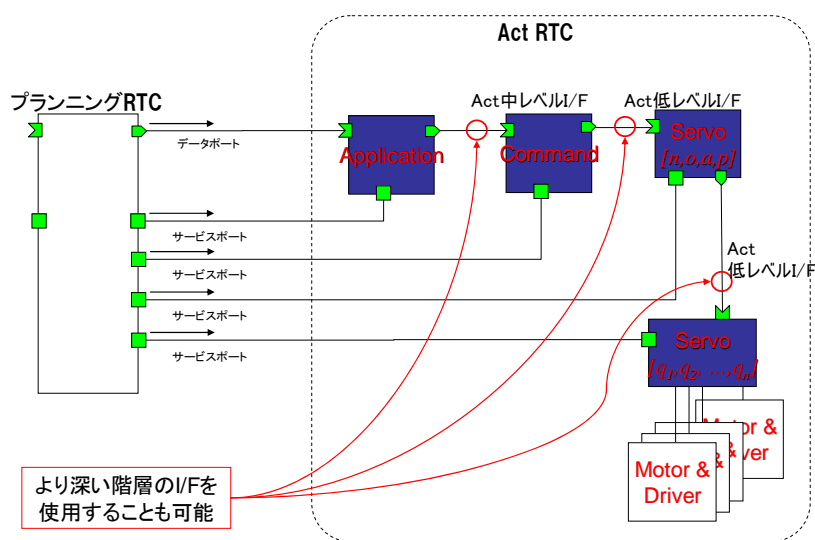 Act RTC
プランニングRTC
Act中レベルI/F
Act低レベルI/F
データポート
Application
Command
Servo
[n,o,a,p]
サービスポート
サービスポート
サービスポート
サービスポート
Act
低レベルI/F
Servo
[q1,q2, ...,qn]
Motor &
Driver
より深い階層のI/Fを
使用することも可能